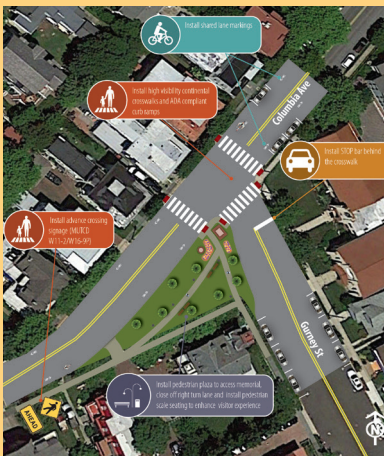 Install shared lane markings
Install high visibility continental
crosswalks and ADA compliant
curb ramps
Columbia Ave
Install STOP bar behind
the crosswalk
Install advance crossing
signage (MUTCD
W11-2/W16-9P)
Gurney St
Install pedestrian plaza to access memorial,
close off right turn lane and install pedestrian
scale seating to enhance visitor experience
AHEAD
N